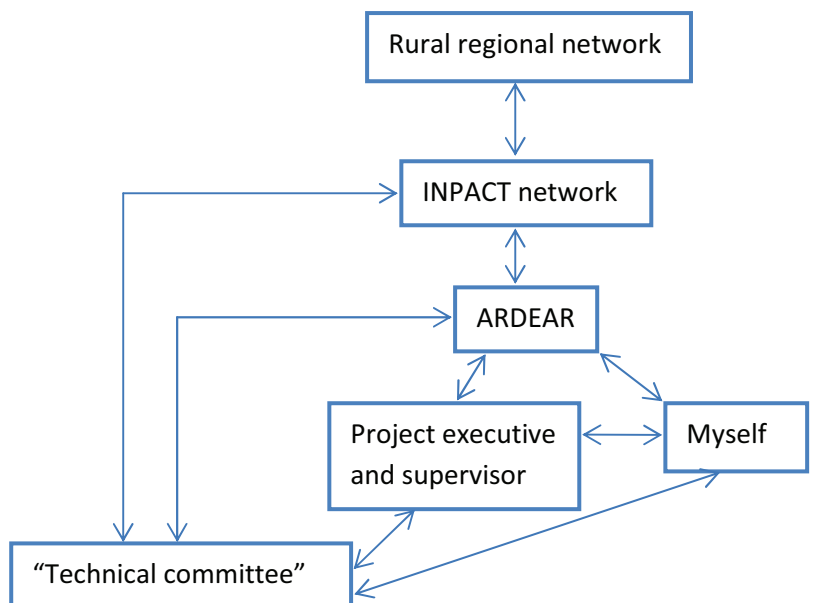 Rural regional network
INPACT network
ARDEAR
Project executive
and supervisor
Myself
“Technical committee”